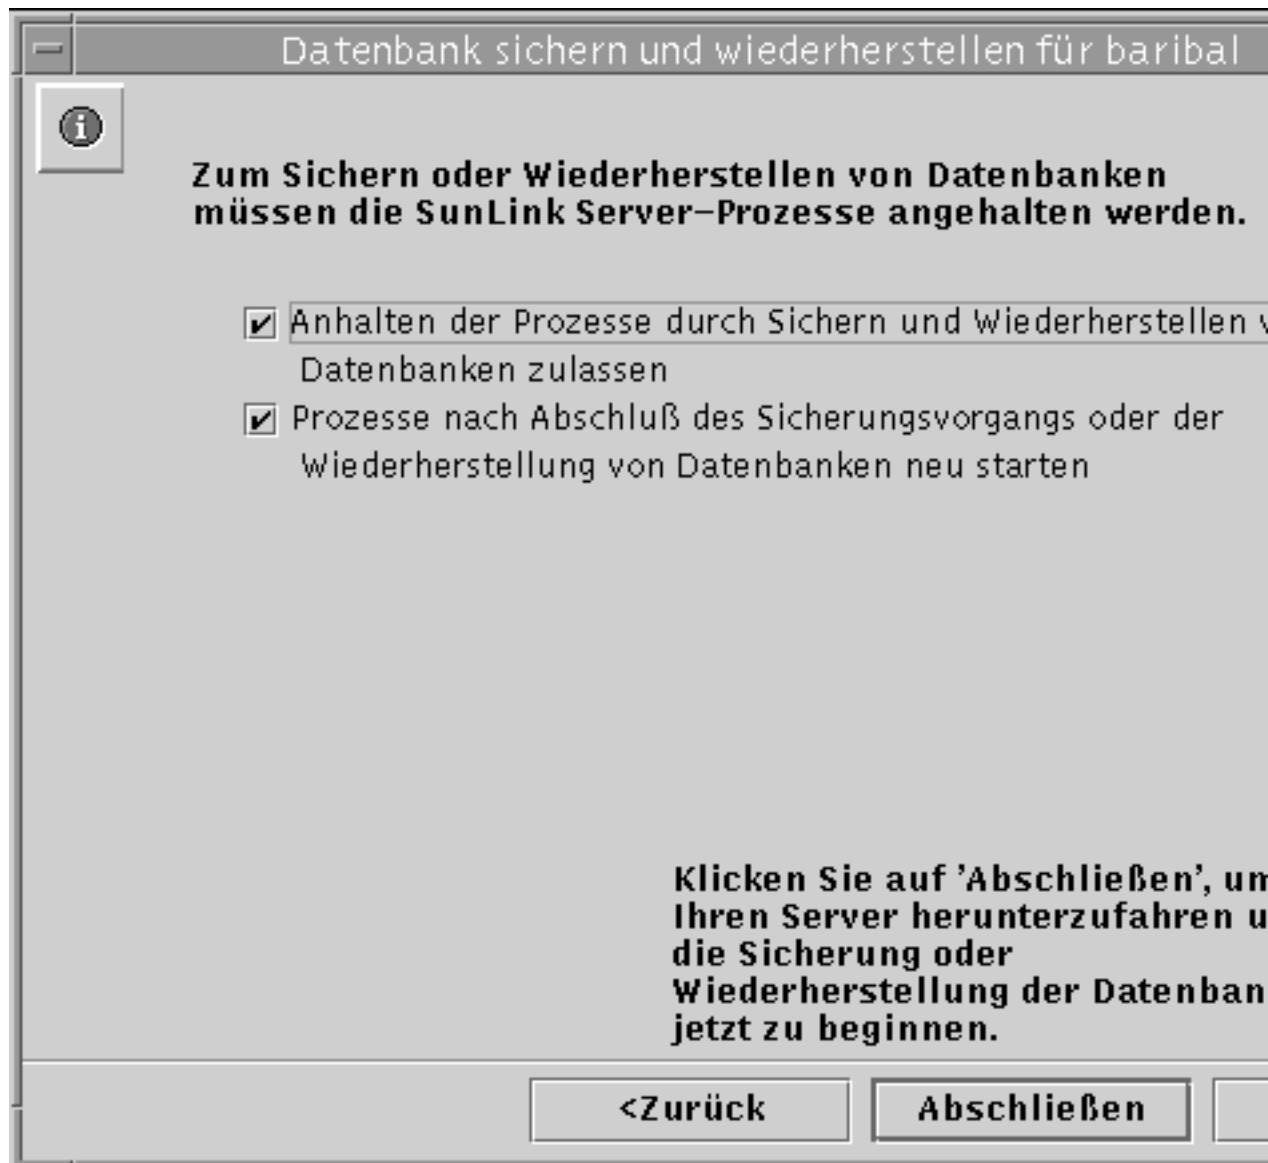 Datenbank sichern und wiederherstellen für baribal
Zum Sichern oder Wiederherstellen von Datenbanken
müssen die SunLink Server-Prozesse angehalten werden.
Anhalten der Prozesse durch Sichern und Wiederherstellen
Datenbanken zulassen
Prozesse nach Abschluß des Sicherungsvorgangs oder der
Wiederherstellung von Datenbanken neu starten
Klicken Sie auf 'Abschließen', um
Ihren Server herunterzufahren
die Sicherung oder
Wiederherstellung der
jetzt zu beginnen.
<Zurück
Abschließen